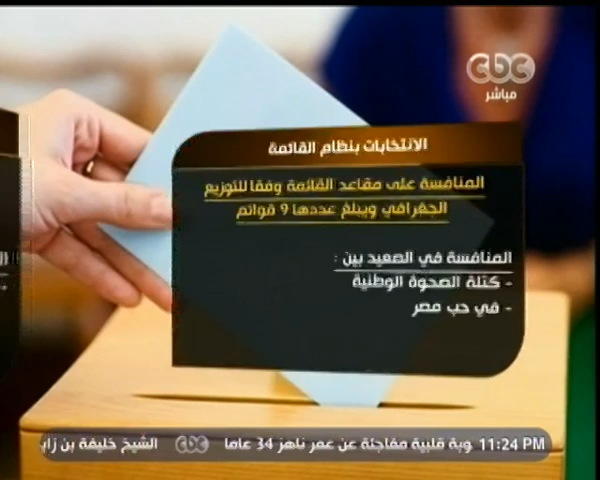 cbc
مباشر
الانتخابات بنظام القائمة
المنافسة على مقاعد القائمة وفقا للتوزيع
الجغرافي ويبلغ عددها 9 قوائم
المنافسة في الصعيد بين :
- كتلة الصحوة الوطنية
- في حب مصر
11:24 PM وبة قلبية مفاجئة عن عمر ناهز 34 عاما cbc الشيخ خليفة بن زاي